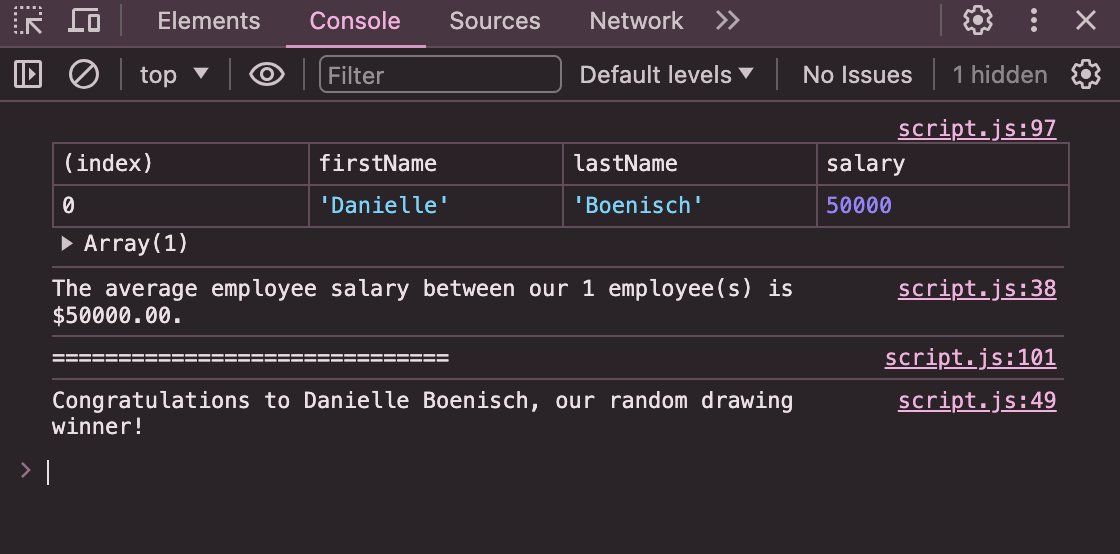 Elements Console Sources Network
top Filter Default levels No Issues 1 hidden
script.js:97
(index) firstName lastName salary
0 'Danielle' 'Boenisch' 50000
Array(1)
The average employee salary between our 1 employee(s) is script.js:38
$50000.00.
============================== script.js:101
Congratulations to Danielle Boenisch, our random drawing script.js:49
winner!